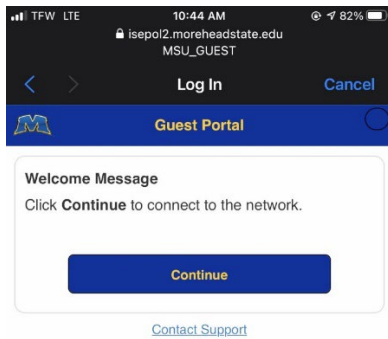 TFW LTE 10:44 AM 82%
isepol2.moreheadstate.edu
MSU_GUEST
Log In Cancel
M Guest Portal
Welcome Message
Click Continue to connect to the network.
Continue
Contact Support